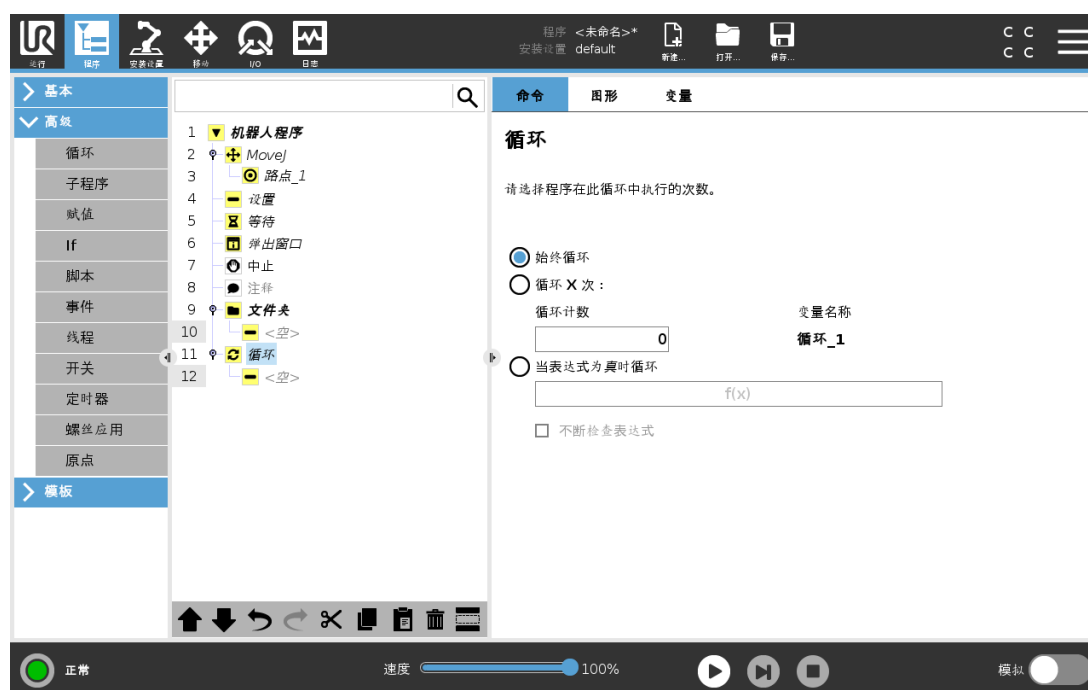 UR
运行
程序
安装设置
移动
I/O
日志
程序 <未命名>*
安装设置 default
新建...
打开...
保存...
C C
C C
基本
高级
循环
子程序
赋值
If
脚本
事件
线程
开关
定时器
螺丝应用
原点
模板
1 机器人程序
2 MoveJ
3 路点_1
4 设置
5 等待
6 弹出窗口
7 中止
8 注释
9 文件夹
10 <空>
11 循环
12 <空>
命令 图形 变量
循环
请选择程序在此循环中执行的次数。
始终循环
循环 X 次：
循环计数 变量名称
0 循环_1
当表达式为真时循环
f(x)
不断检查表达式
正常
速度 100%
模拟